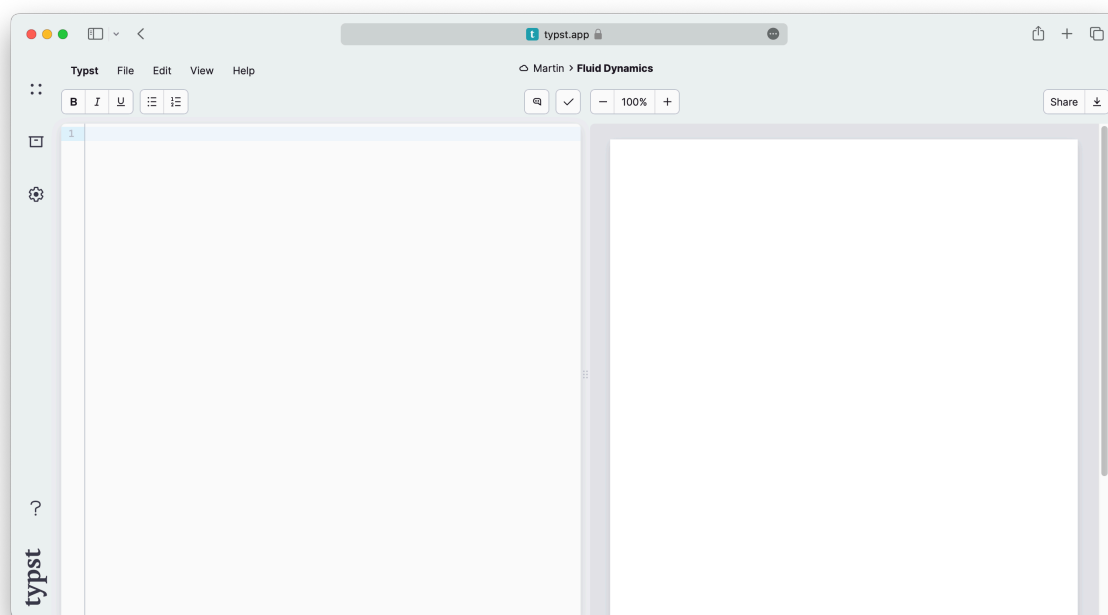 t typst.app
Typst File Edit View Help
Martin > Fluid Dynamics
B I U
100%
Share
1
?
typst